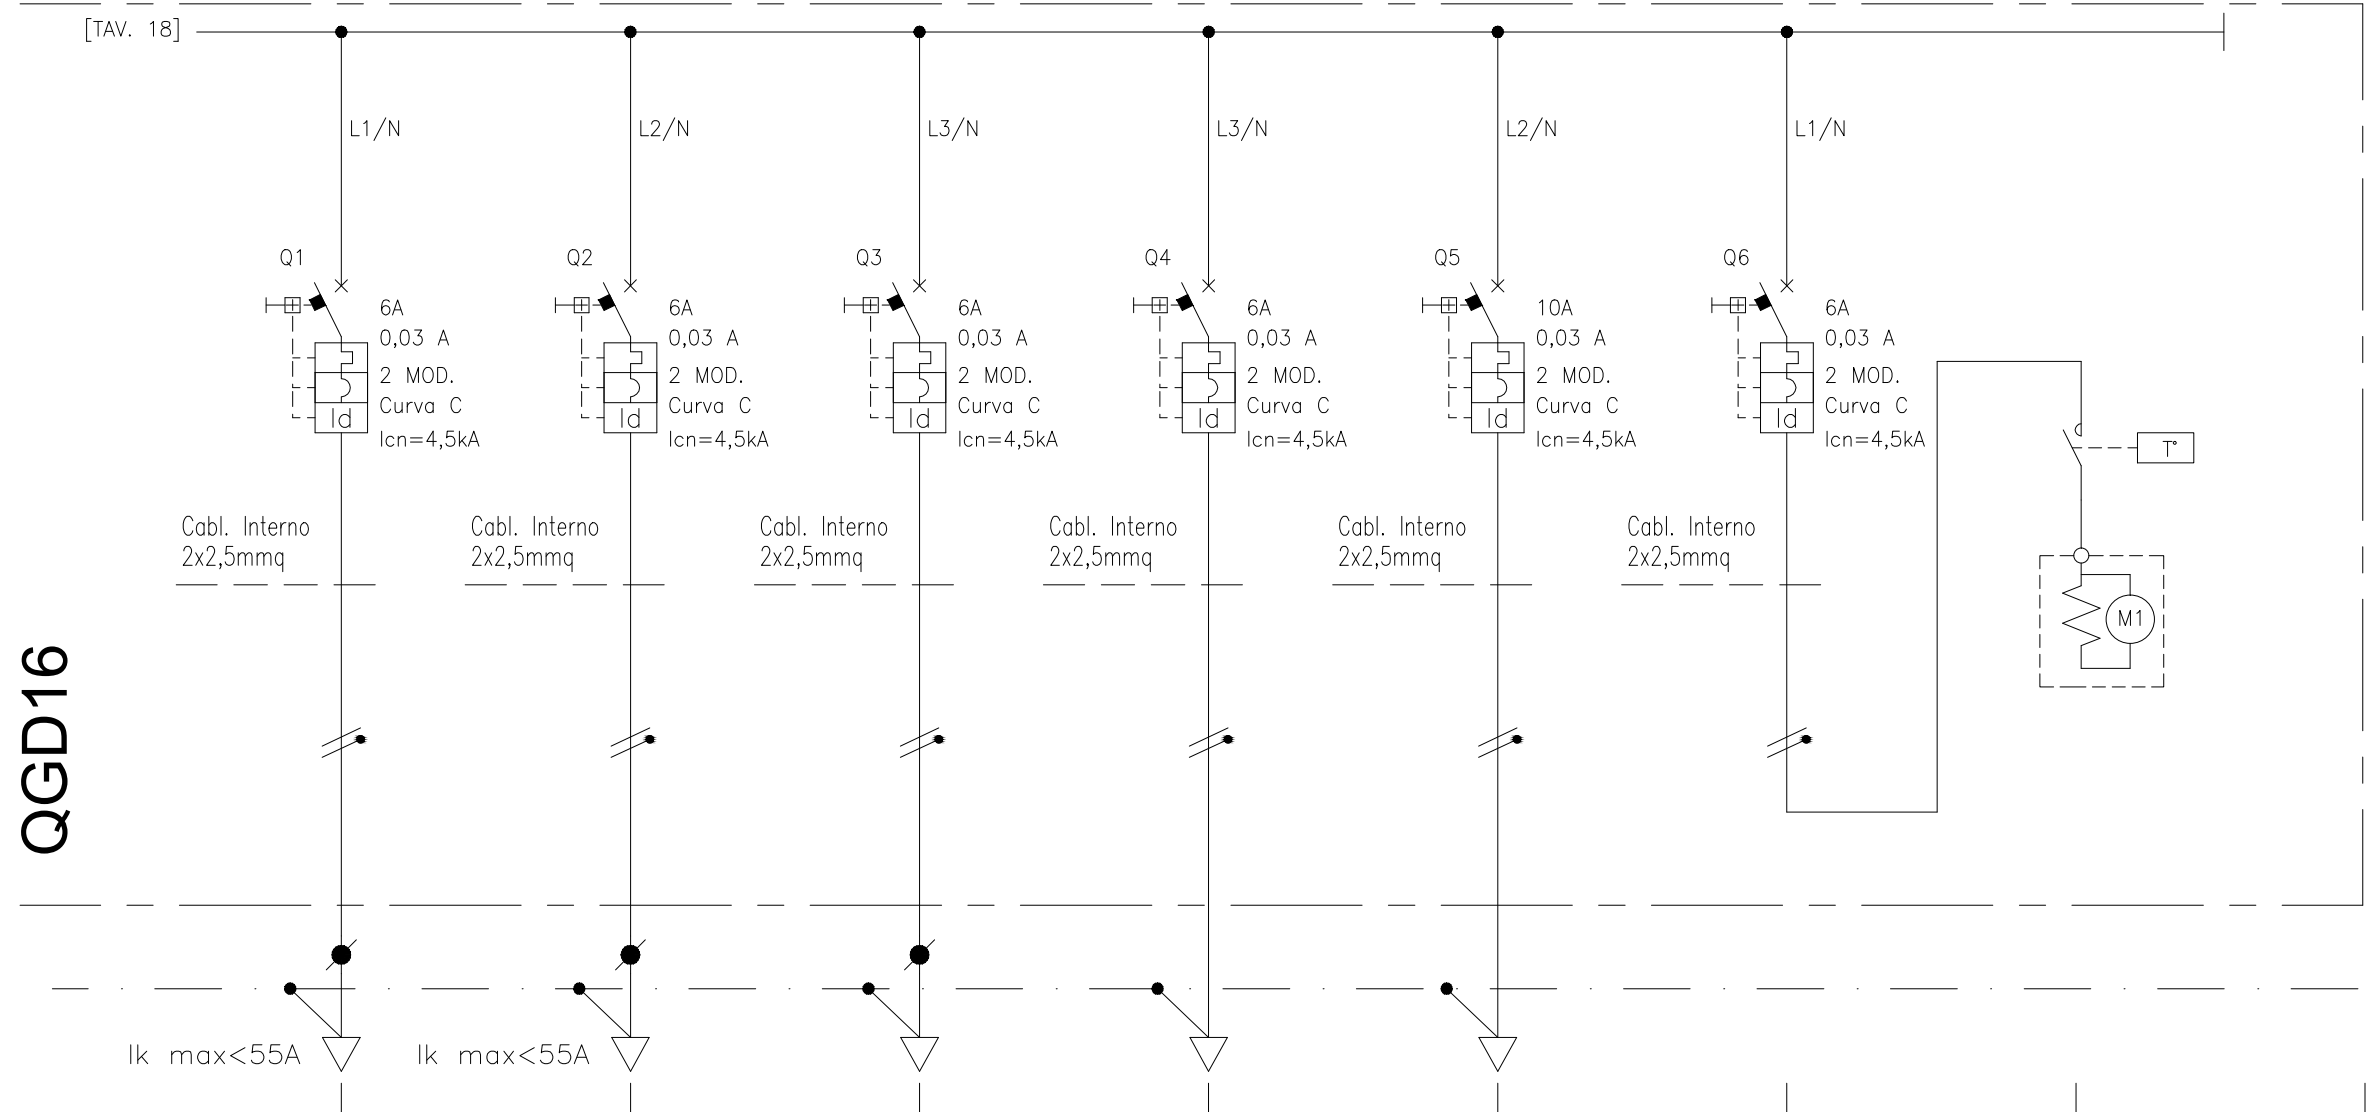 [TAV. 18]
L1/N
L2/N
L3/N
L3/N
L2/N
L1/N
Q1
6A
0,03 A
2 MOD.
Curva C
Id
Icn=4,5kA
Q2
6A
0,03 A
2 MOD.
Curva C
Id
Icn=4,5kA
Q3
6A
0,03 A
2 MOD.
Curva C
Id
Icn=4,5kA
Q4
6A
0,03 A
2 MOD.
Curva C
Id
Icn=4,5kA
Q5
10A
0,03 A
2 MOD.
Curva C
Id
Icn=4,5kA
Q6
6A
0,03 A
2 MOD.
Curva C
Id
Icn=4,5kA
T°
Cabl. Interno
2x2,5mmq
Cabl. Interno
2x2,5mmq
Cabl. Interno
2x2,5mmq
Cabl. Interno
2x2,5mmq
Cabl. Interno
2x2,5mmq
Cabl. Interno
2x2,5mmq
M1
QGD16
Ik max<55A
Ik max<55A